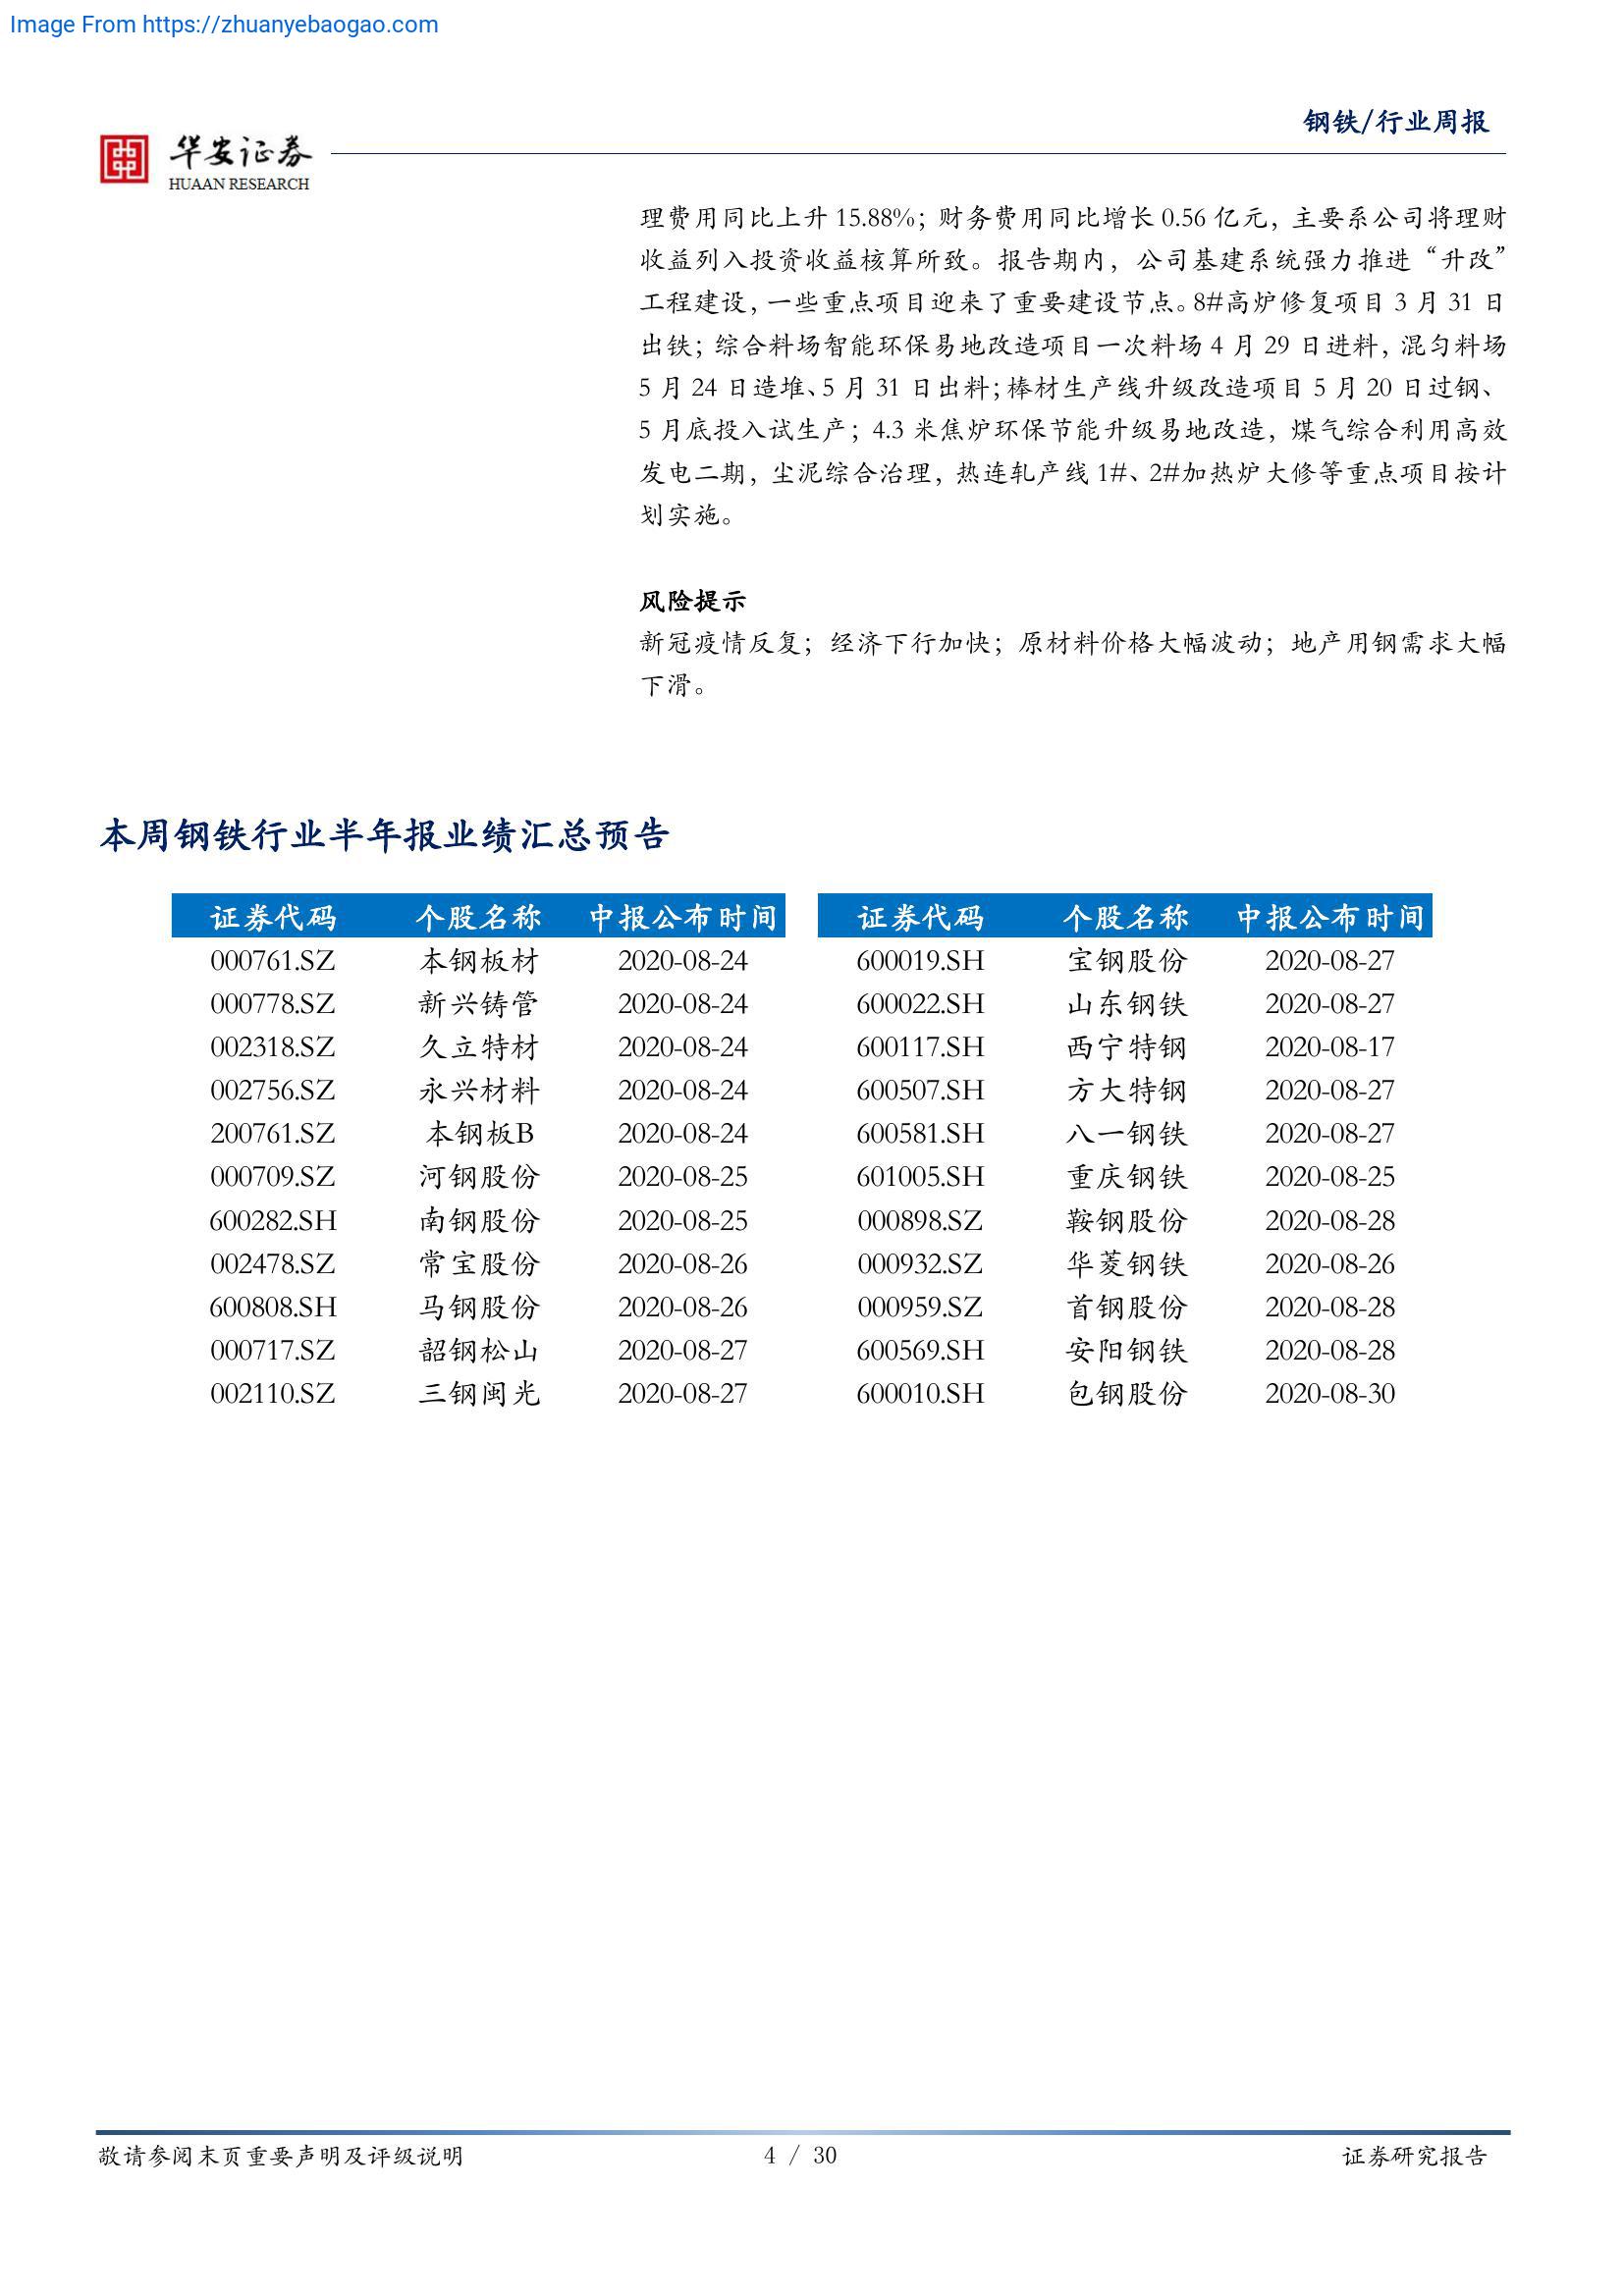 Image From https://zhuanyebaogao.com
钢铁/行业周报
华安证券
HUAAN RESEARCH
理费用同比上升 15.88%；财务费用同比增长 0.56 亿元，主要系公司将理财
收益列入投资收益核算所致。报告期内，公司基建系统强力推进“升改”
工程建设，一些重点项目迎来了重要建设节点。8#高炉修复项目 3 月 31 日
出铁；综合料场智能环保易地改造项目一次料场 4 月 29 日进料，混匀料场
5 月 24 日造堆、5 月 31 日出料；棒材生产线升级改造项目 5 月 20 日过钢、
5 月底投入试生产；4.3 米焦炉环保节能升级易地改造，煤气综合利用高效
发电二期，尘泥综合治理，热连轧产线 1#、2#加热炉大修等重点项目按计
划实施。
风险提示
新冠疫情反复；经济下行加快；原材料价格大幅波动；地产用钢需求大幅
下滑。
本周钢铁行业半年报业绩汇总预告
证券代码 个股名称 中报公布时间 证券代码 个股名称 中报公布时间
000761.SZ 本钢板材 2020-08-24 600019.SH 宝钢股份 2020-08-27
000778.SZ 新兴铸管 2020-08-24 600022.SH 山东钢铁 2020-08-27
002318.SZ 久立特材 2020-08-24 600117.SH 西宁特钢 2020-08-17
002756.SZ 永兴材料 2020-08-24 600507.SH 方大特钢 2020-08-27
200761.SZ 本钢板B 2020-08-24 600581.SH 八一钢铁 2020-08-27
000709.SZ 河钢股份 2020-08-25 601005.SH 重庆钢铁 2020-08-25
600282.SH 南钢股份 2020-08-25 000898.SZ 鞍钢股份 2020-08-28
002478.SZ 常宝股份 2020-08-26 000932.SZ 华菱钢铁 2020-08-26
600808.SH 马钢股份 2020-08-26 000959.SZ 首钢股份 2020-08-28
000717.SZ 韶钢松山 2020-08-27 600569.SH 安阳钢铁 2020-08-28
002110.SZ 三钢闽光 2020-08-27 600010.SH 包钢股份 2020-08-30
敬请参阅末页重要声明及评级说明 4 / 30 证券研究报告